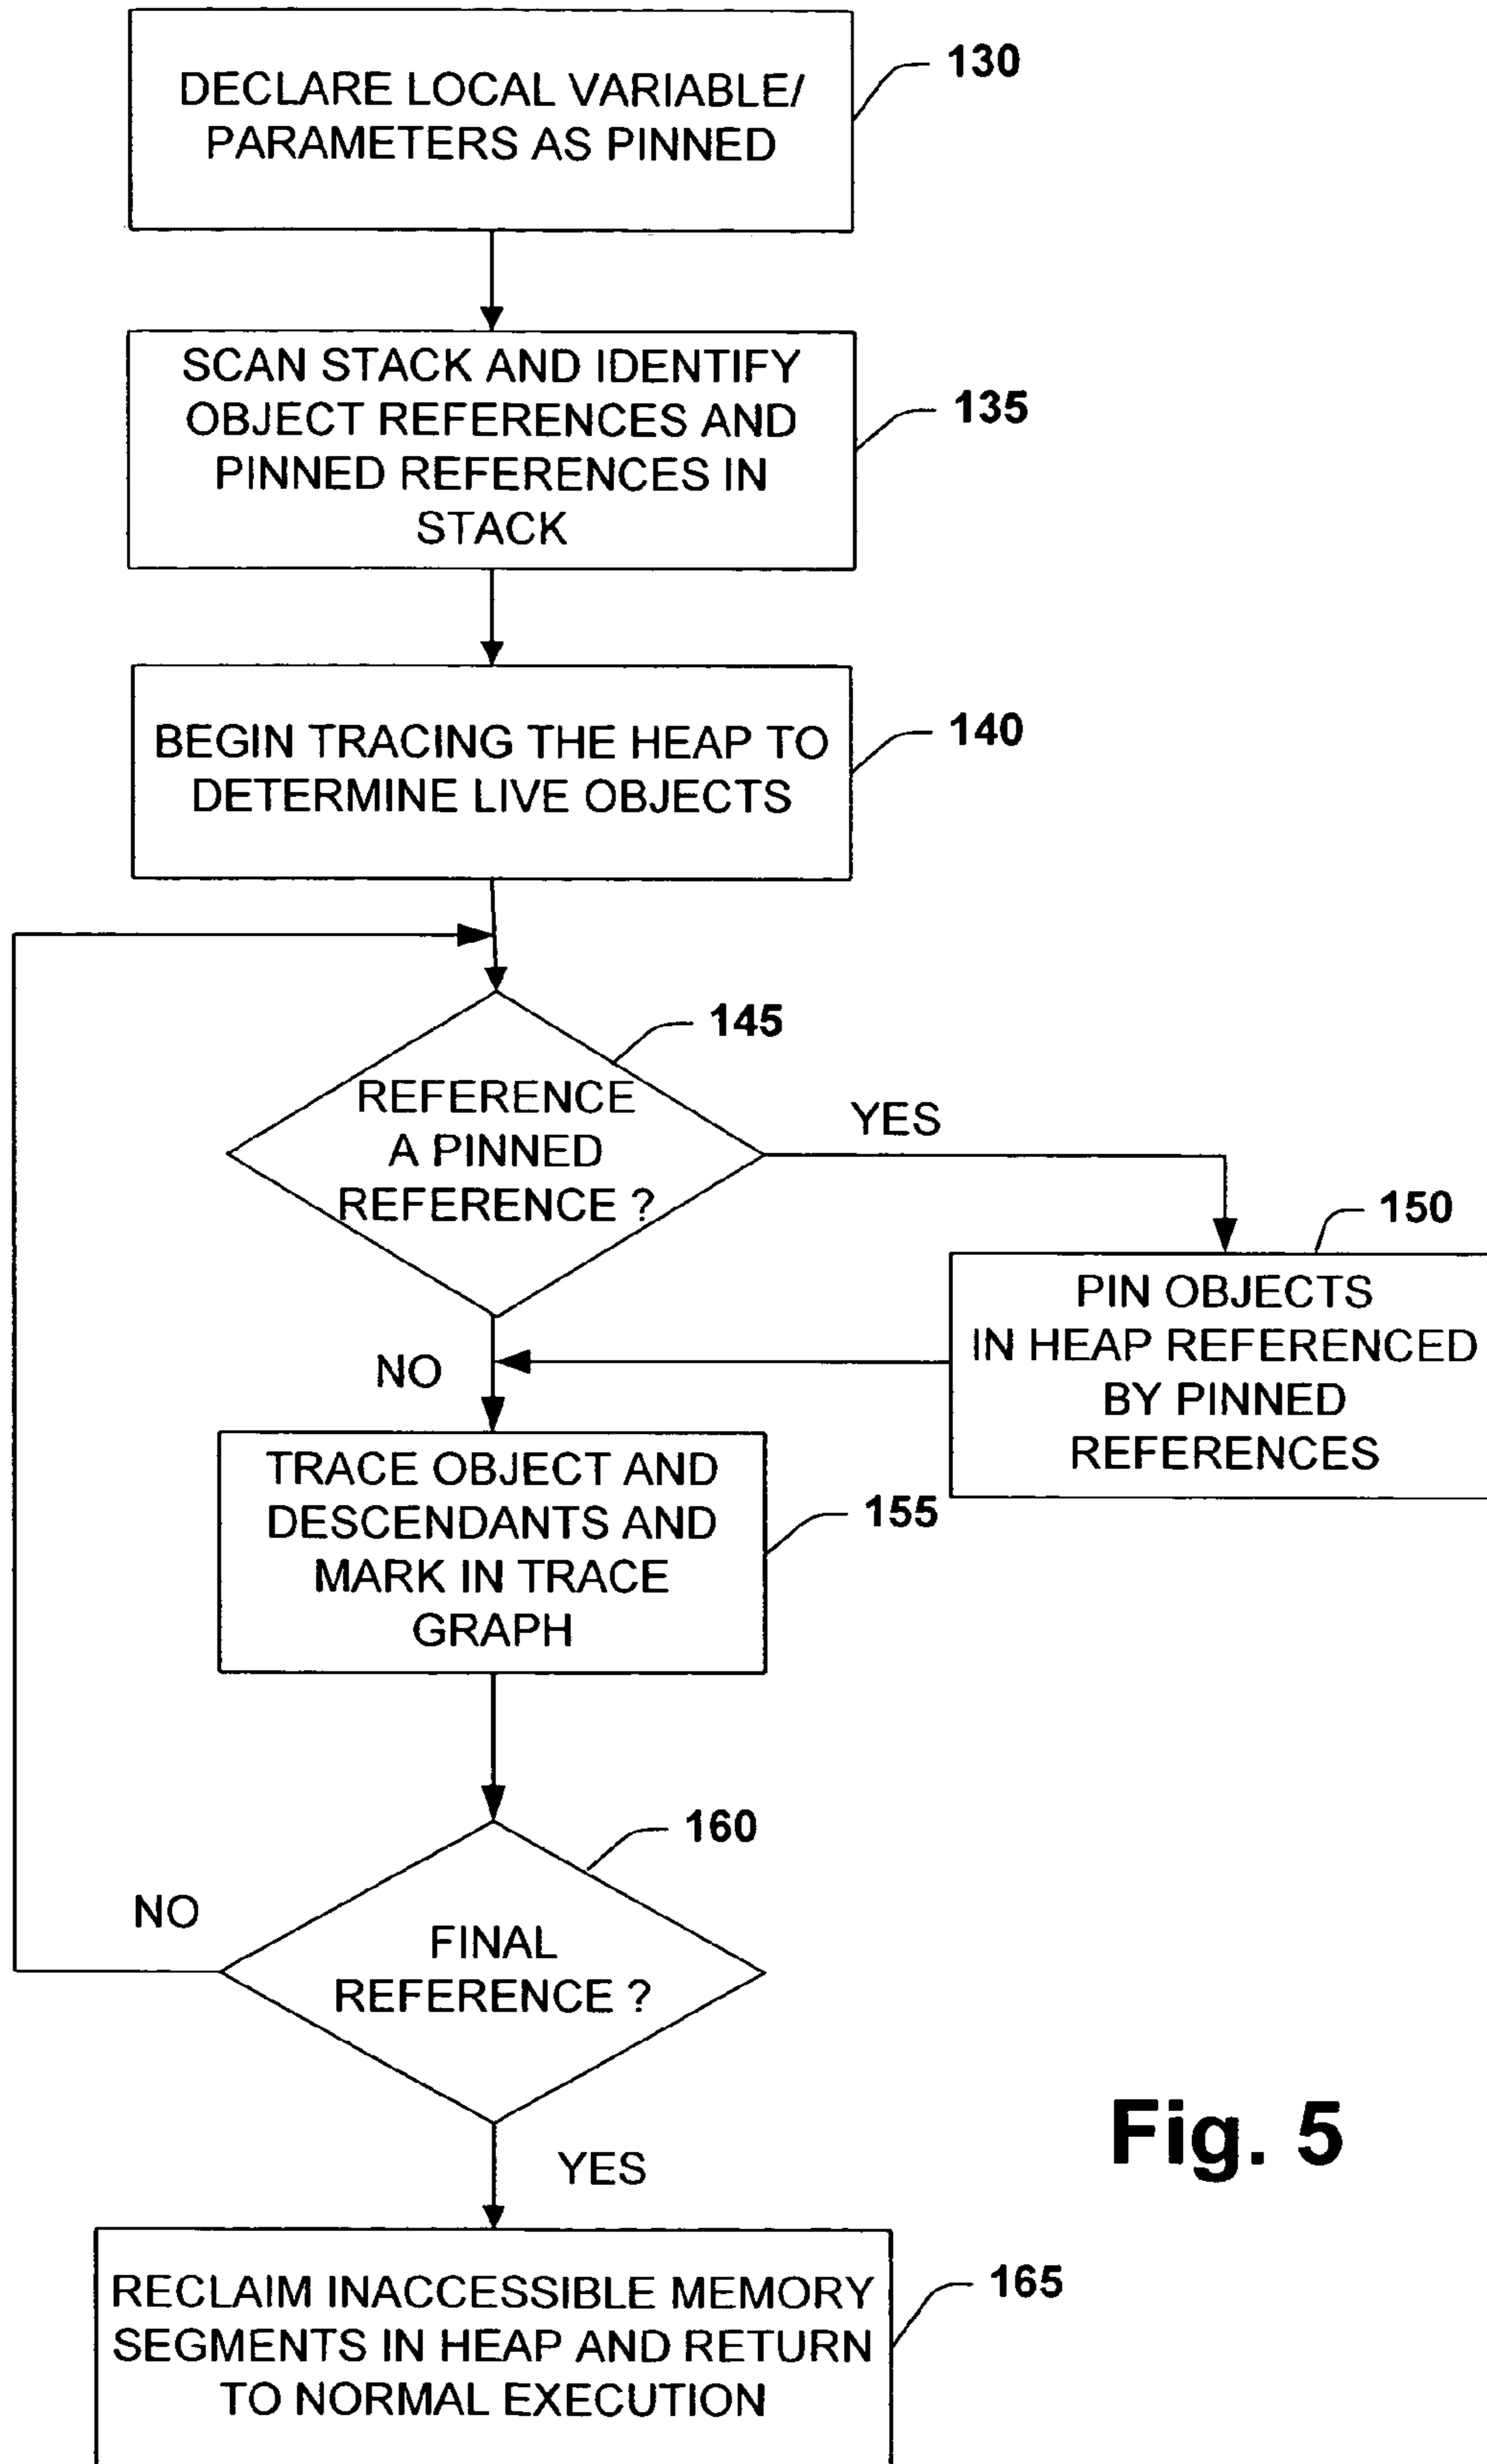 DECLARE LOCAL VARIABLE/
PARAMETERS AS PINNED
130
SCAN STACK AND IDENTIFY
OBJECT REFERENCES AND
PINNED REFERENCES IN
STACK
135
BEGIN TRACING THE HEAP TO
DETERMINE LIVE OBJECTS
140
145
REFERENCE
A PINNED
REFERENCE ?
YES
150
PIN OBJECTS
IN HEAP REFERENCED
BY PINNED
REFERENCES
NO
TRACE OBJECT AND
DESCENDANTS AND
MARK IN TRACE
GRAPH
155
160
NO
FINAL
REFERENCE ?
YES
Fig. 5
RECLAIM INACCESSIBLE MEMORY
SEGMENTS IN HEAP AND RETURN
TO NORMAL EXECUTION
165